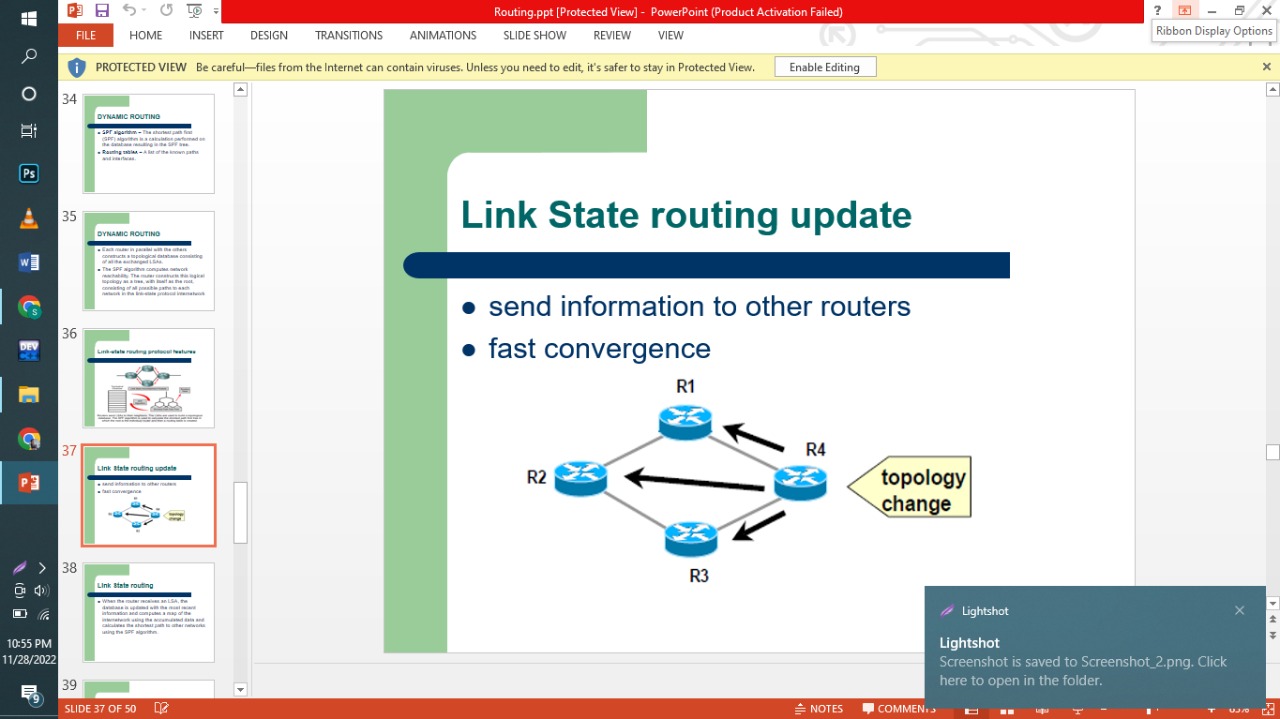 Routing.ppt [Protected View] - PowerPoint (Product Activation Failed)
?
Ribbon Display Options
FILE HOME INSERT DESIGN TRANSITIONS ANIMATIONS SLIDE SHOW REVIEW VIEW
PROTECTED VIEW Be careful—files from the Internet can contain viruses. Unless you need to edit, it's safer to stay in Protected View. Enable Editing
34
DYNAMIC ROUTING
SPF algorithm – The shortest path first
(SPF) algorithm is a calculation performed on
the database resulting in the SPF tree.
Routing tables – A list of the known paths
and interfaces.
35
DYNAMIC ROUTING
Each router in parallel with the others
constructs a topological database consisting
of all the exchanged LSAs.
The SPF algorithm computes network
reachability. The router constructs this logical
topology as a tree, with itself as the root,
consisting of all possible paths to each
network in the link-state protocol internetwork
36
Link-state routing protocol features
37
Link State routing update
send information to other routers
fast convergence
topology
change
38
Link State routing
When the router receives an LSA, the
database is updated with the most recent
information and computes a map of the
internetwork using the accumulated data and
calculates the shortest path to other networks
using the SPF algorithm.
39
Link State routing update
● send information to other routers
● fast convergence
R1
R4
R2
topology
change
R3
Ps
W
S
DEV
10:55 PM
11/28/2022
9
Lightshot
Lightshot
Screenshot is saved to Screenshot_2.png. Click
here to open in the folder.
SLIDE 37 OF 50 NOTES COMMENTS 65%